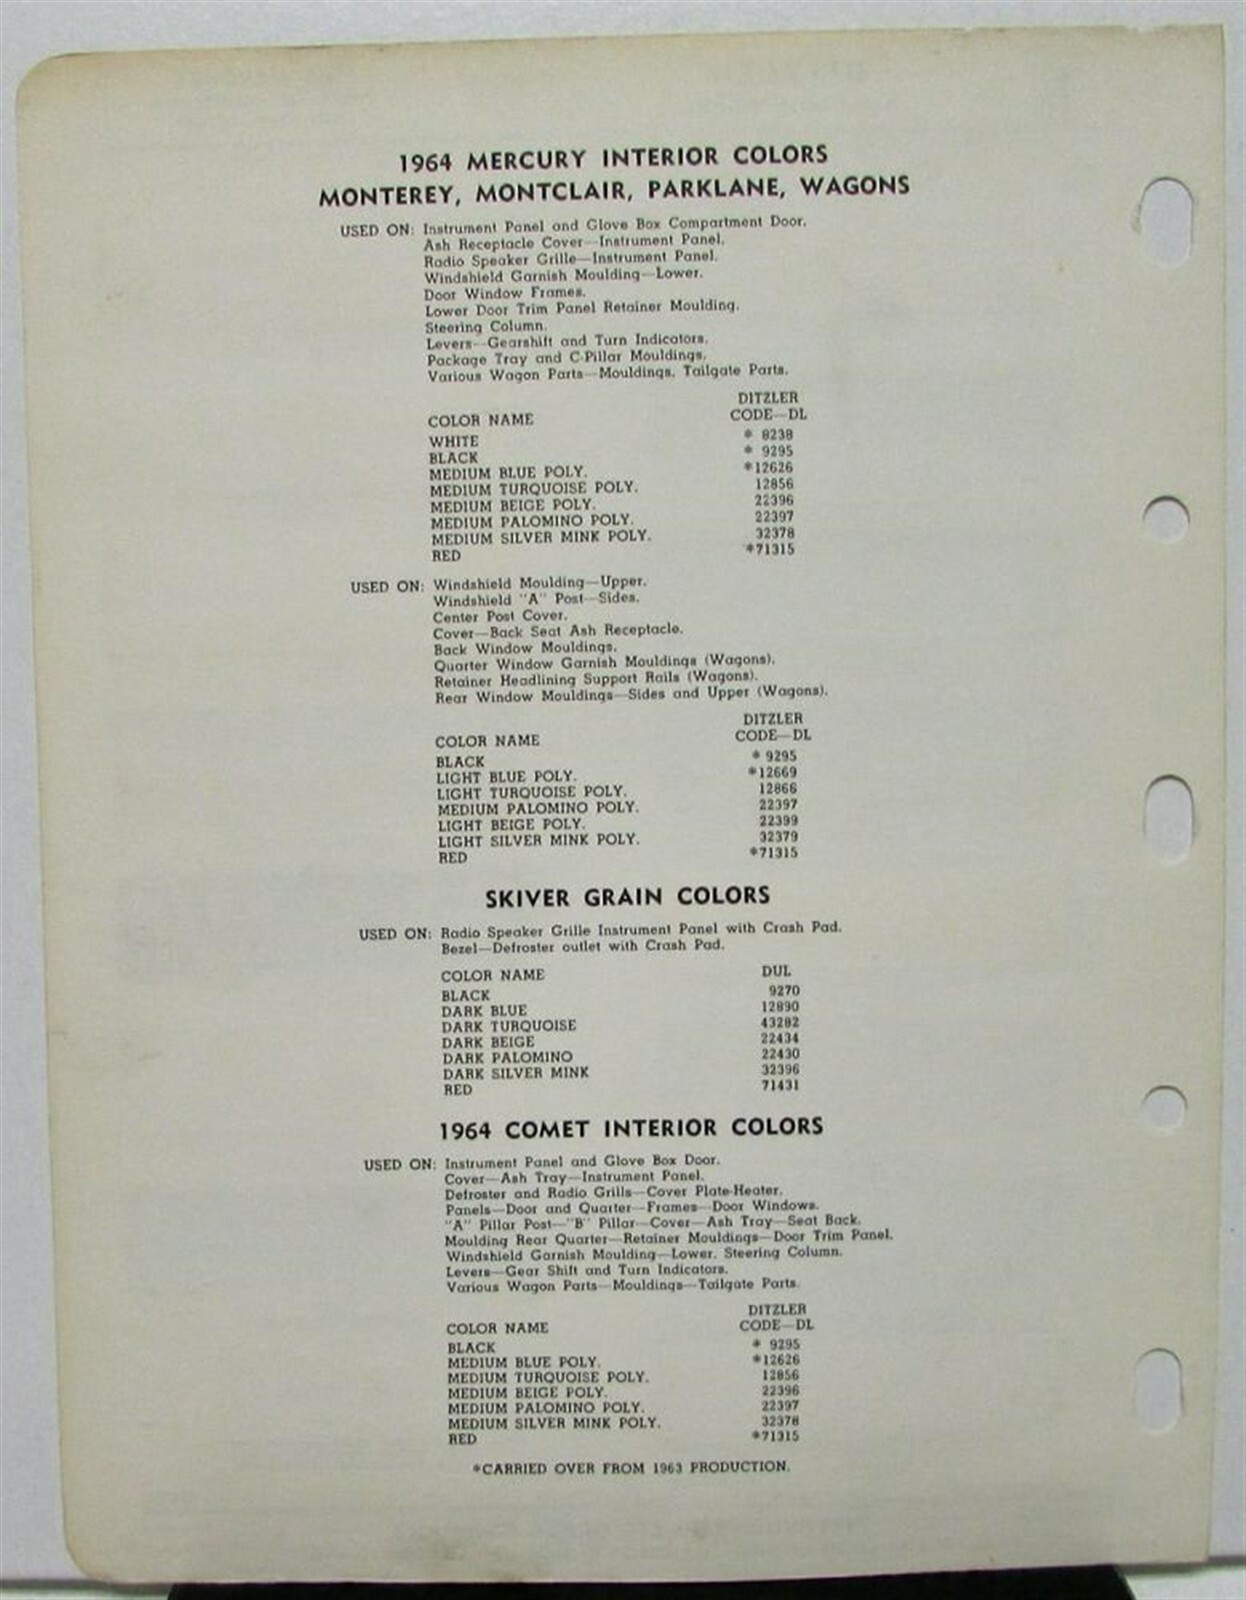 1964 MERCURY INTERIOR COLORS
MONTEREY, MONTCLAIR, PARKLANE, WAGONS
USED ON: Instrument Panel and Glove Box Compartment Door.
Ash Receptacle Cover—Instrument Panel.
Radio Speaker Grille—Instrument Panel.
Windshield Garnish Moulding—Lower.
Door Window Frames.
Lower Door Trim Panel Retainer Moulding.
Steering Column.
Levers—Gearshift and Turn Indicators.
Package Tray and C-Pillar Mouldings.
Various Wagon Parts—Mouldings, Tailgate Parts.
DITZLER
COLOR NAME CODE—DL
WHITE * 8238
BLACK * 9295
MEDIUM BLUE POLY. *12626
MEDIUM TURQUOISE POLY. 12856
MEDIUM BEIGE POLY. 22396
MEDIUM PALOMINO POLY. 22397
MEDIUM SILVER MINK POLY. 32378
RED *71315
USED ON: Windshield Moulding—Upper.
Windshield "A" Post—Sides.
Center Post Cover.
Cover—Back Seat Ash Receptacle.
Back Window Mouldings.
Quarter Window Garnish Mouldings (Wagons).
Retainer Headlining Support Rails (Wagons).
Rear Window Mouldings—Sides and Upper (Wagons).
DITZLER
COLOR NAME CODE—DL
BLACK * 9295
LIGHT BLUE POLY. *12669
LIGHT TURQUOISE POLY. 12866
MEDIUM PALOMINO POLY. 22397
LIGHT BEIGE POLY. 22399
LIGHT SILVER MINK POLY. 32379
RED *71315
SKIVER GRAIN COLORS
USED ON: Radio Speaker Grille Instrument Panel with Crash Pad.
Bezel—Defroster outlet with Crash Pad.
COLOR NAME DUL
BLACK 9270
DARK BLUE 12890
DARK TURQUOISE 43282
DARK BEIGE 22434
DARK PALOMINO 22430
DARK SILVER MINK 32396
RED 71431
1964 COMET INTERIOR COLORS
USED ON: Instrument Panel and Glove Box Door.
Cover—Ash Tray—Instrument Panel.
Defroster and Radio Grills—Cover Plate-Heater.
Panels—Door and Quarter—Frames—Door Windows.
"A" Pillar Post—"B" Pillar—Cover—Ash Tray—Seat Back.
Moulding Rear Quarter—Retainer Mouldings—Door Trim Panel.
Windshield Garnish Moulding—Lower. Steering Column.
Levers—Gear Shift and Turn Indicators.
Various Wagon Parts—Mouldings—Tailgate Parts.
DITZLER
COLOR NAME CODE—DL
BLACK * 9295
MEDIUM BLUE POLY. *12626
MEDIUM TURQUOISE POLY. 12856
MEDIUM BEIGE POLY. 22396
MEDIUM PALOMINO POLY. 22397
MEDIUM SILVER MINK POLY. 32378
RED *71315
*CARRIED OVER FROM 1963 PRODUCTION.